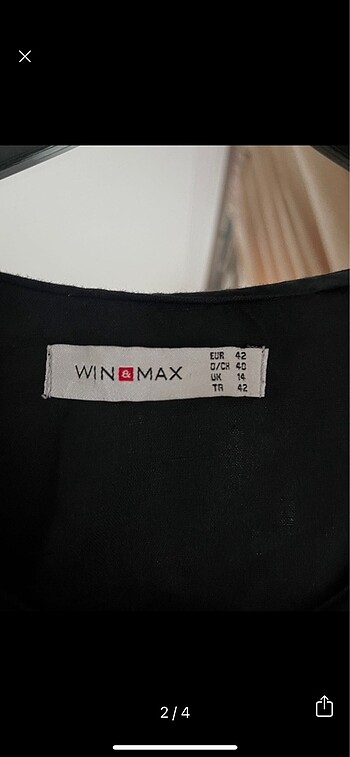 WIN & MAX
EUR 42
D/CH 40
UK 14
TR 42
2 / 4